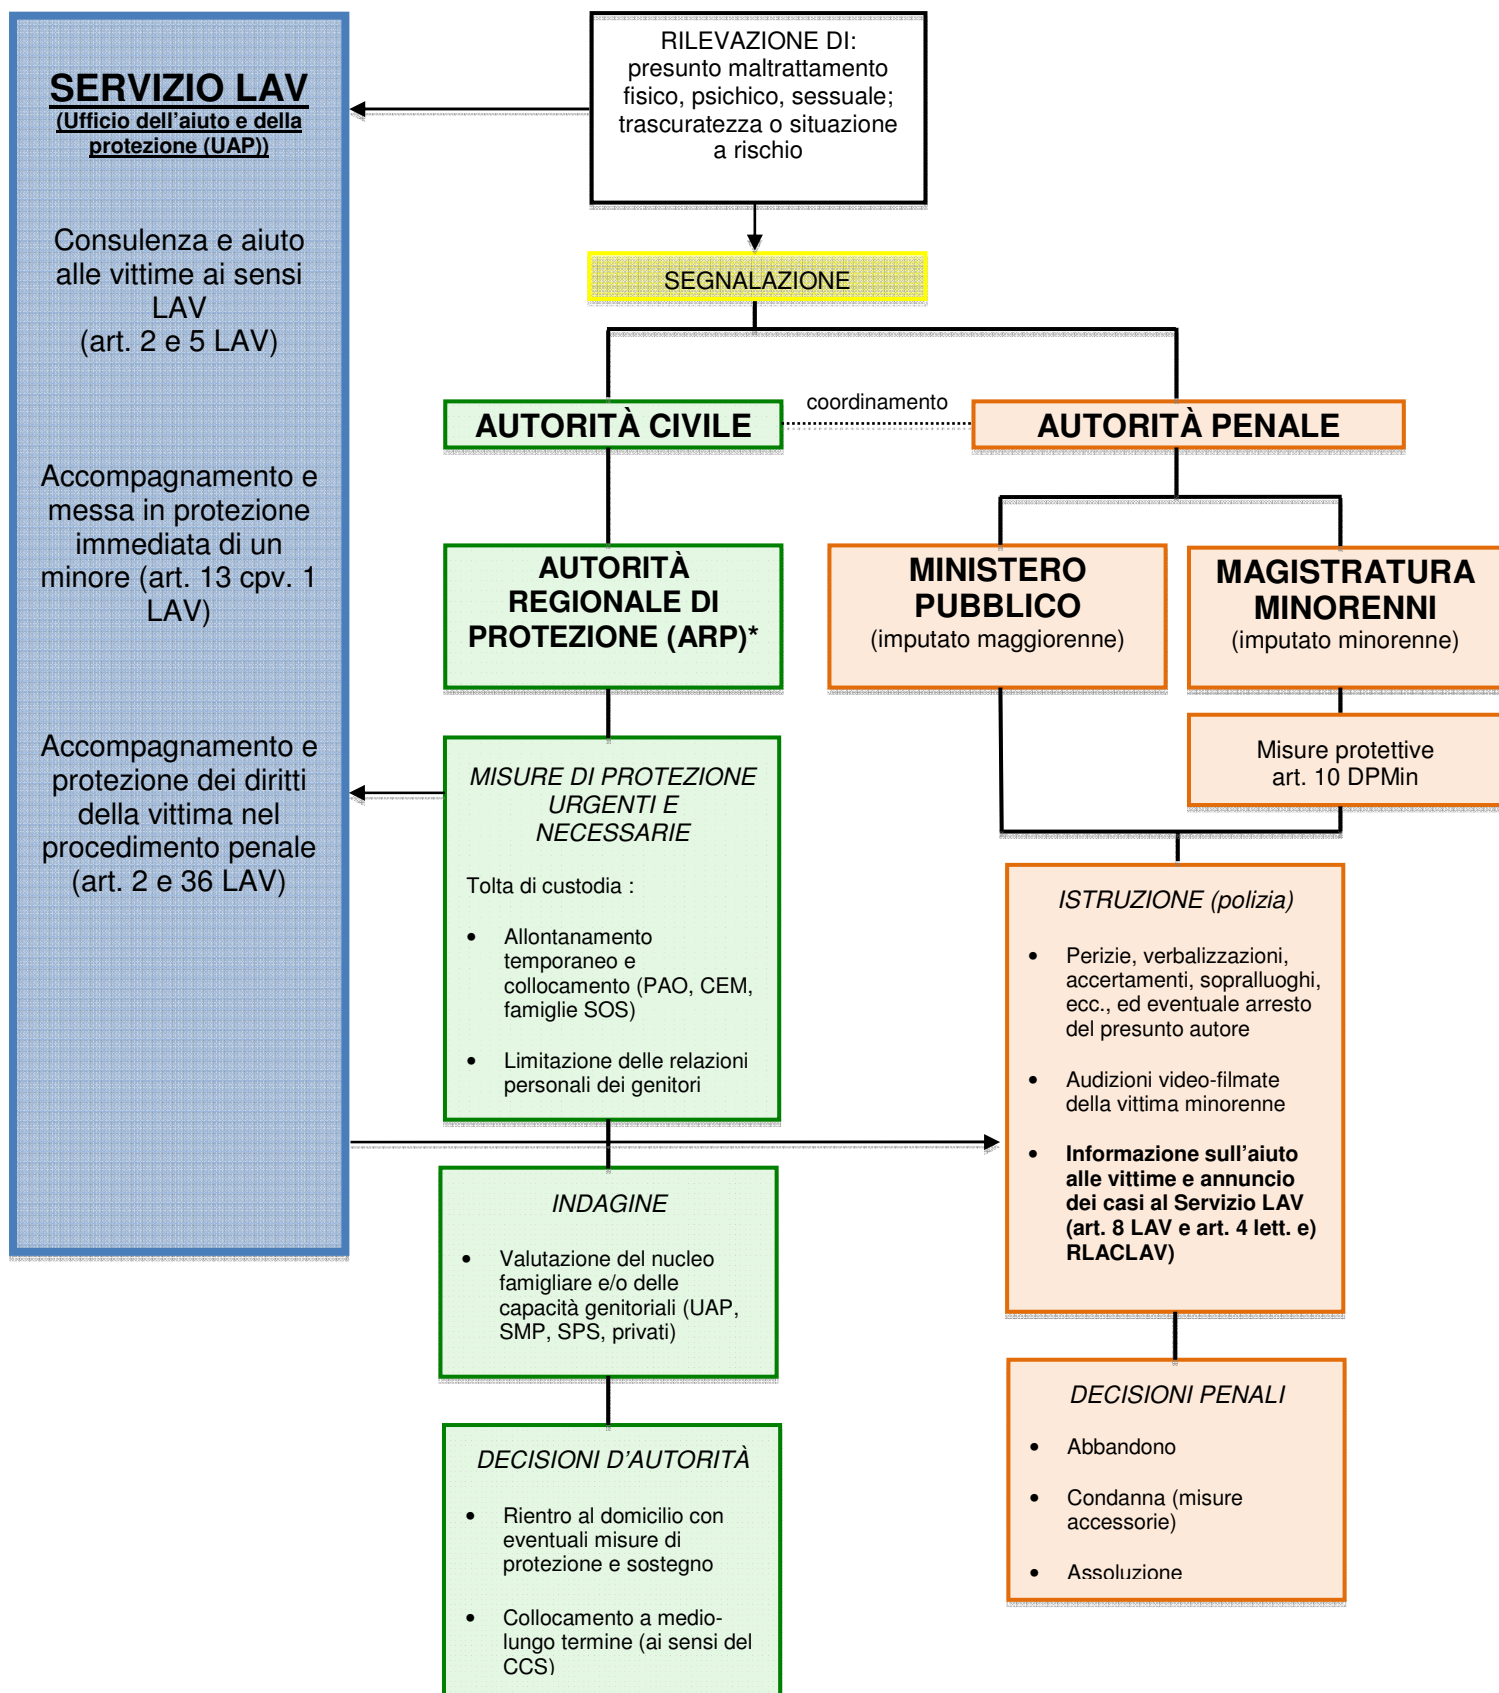 SERVIZIO LAV
(Ufficio dell'aiuto e della
protezione (UAP))
Consulenza e aiuto
alle vittime ai sensi
LAV
(art. 2 e 5 LAV)
Accompagnamento e
messa in protezione
immediata di un
minore (art. 13 cpv. 1
LAV)
Accompagnamento e
protezione dei diritti
della vittima nel
procedimento penale
(art. 2 e 36 LAV)
RILEVAZIONE DI:
presunto maltrattamento
fisico, psichico, sessuale;
trascuratezza o situazione
a rischio
SEGNALAZIONE
AUTORITÀ CIVILE
coordinamento
AUTORITÀ PENALE
AUTORITÀ
REGIONALE DI
PROTEZIONE (ARP)*
MINISTERO
PUBBLICO
(imputato maggiorenne)
MAGISTRATURA
MINORENNI
(imputato minorenne)
Misure protettive
art. 10 DPMin
MISURE DI PROTEZIONE
URGENTI E
NECESSARIE
Tolta di custodia :
• Allontanamento
temporaneo e
collocamento (PAO, CEM,
famiglie SOS)
• Limitazione delle relazioni
personali dei genitori
INDAGINE
• Valutazione del nucleo
famigliare e/o delle
capacità genitoriali (UAP,
SMP, SPS, privati)
DECISIONI D'AUTORITÀ
• Rientro al domicilio con
eventuali misure di
protezione e sostegno
• Collocamento a medio-
lungo termine (ai sensi del
CCS)
ISTRUZIONE (polizia)
• Perizie, verbalizzazioni,
accertamenti, sopralluoghi,
ecc., ed eventuale arresto
del presunto autore
• Audizioni video-filmate
della vittima minorenne
• Informazione sull'aiuto
alle vittime e annuncio
dei casi al Servizio LAV
(art. 8 LAV e art. 4 lett. e)
RLACLAV)
DECISIONI PENALI
• Abbandono
• Condanna (misure
accessorie)
• Assoluzione